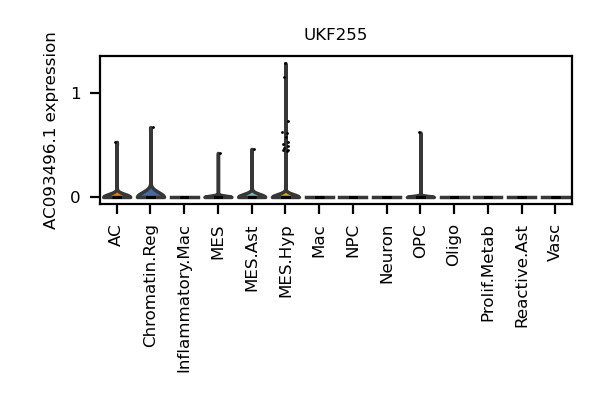 UKF255
AC093496.1 expression
1
0
AC
Chromatin.Reg
Inflammatory.Mac
MES
MES.Ast
MES.Hyp
Mac
NPC
Neuron
OPC
Oligo
Prolif.Metab
Reactive.Ast
Vasc